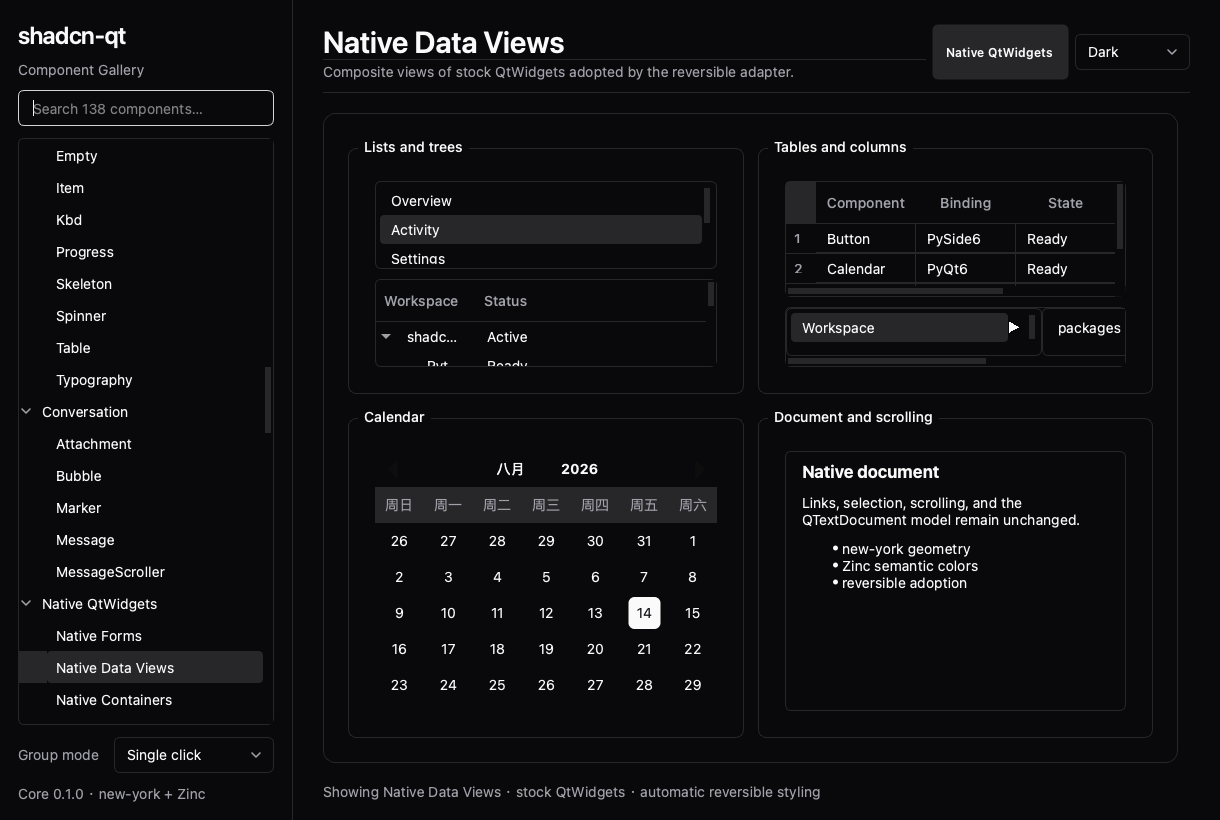 shadcn-qt
Component Gallery
Search 138 components...
Empty
Item
Kbd
Progress
Skeleton
Spinner
Table
Typography
Conversation
Attachment
Bubble
Marker
Message
MessageScroller
Native QtWidgets
Native Forms
Native Data Views
Native Containers
Group mode
Single click
Core 0.1.0 · new-york + Zinc
Native Data Views
Composite views of stock QtWidgets adopted by the reversible adapter.
Native QtWidgets
Dark
Lists and trees
Overview
Activity
Settings
Workspace Status
shadc... Active
Pyt... Ready
Tables and columns
Component Binding State
1 Button PySide6 Ready
2 Calendar PyQt6 Ready
Workspace
packages
Calendar
八月 2026
周日 周一 周二 周三 周四 周五 周六
26 27 28 29 30 31 1
2 3 4 5 6 7 8
9 10 11 12 13 14 15
16 17 18 19 20 21 22
23 24 25 26 27 28 29
Document and scrolling
Native document
Links, selection, scrolling, and the
QTextDocument model remain unchanged.
• new-york geometry
• Zinc semantic colors
• reversible adoption
Showing Native Data Views · stock QtWidgets · automatic reversible styling